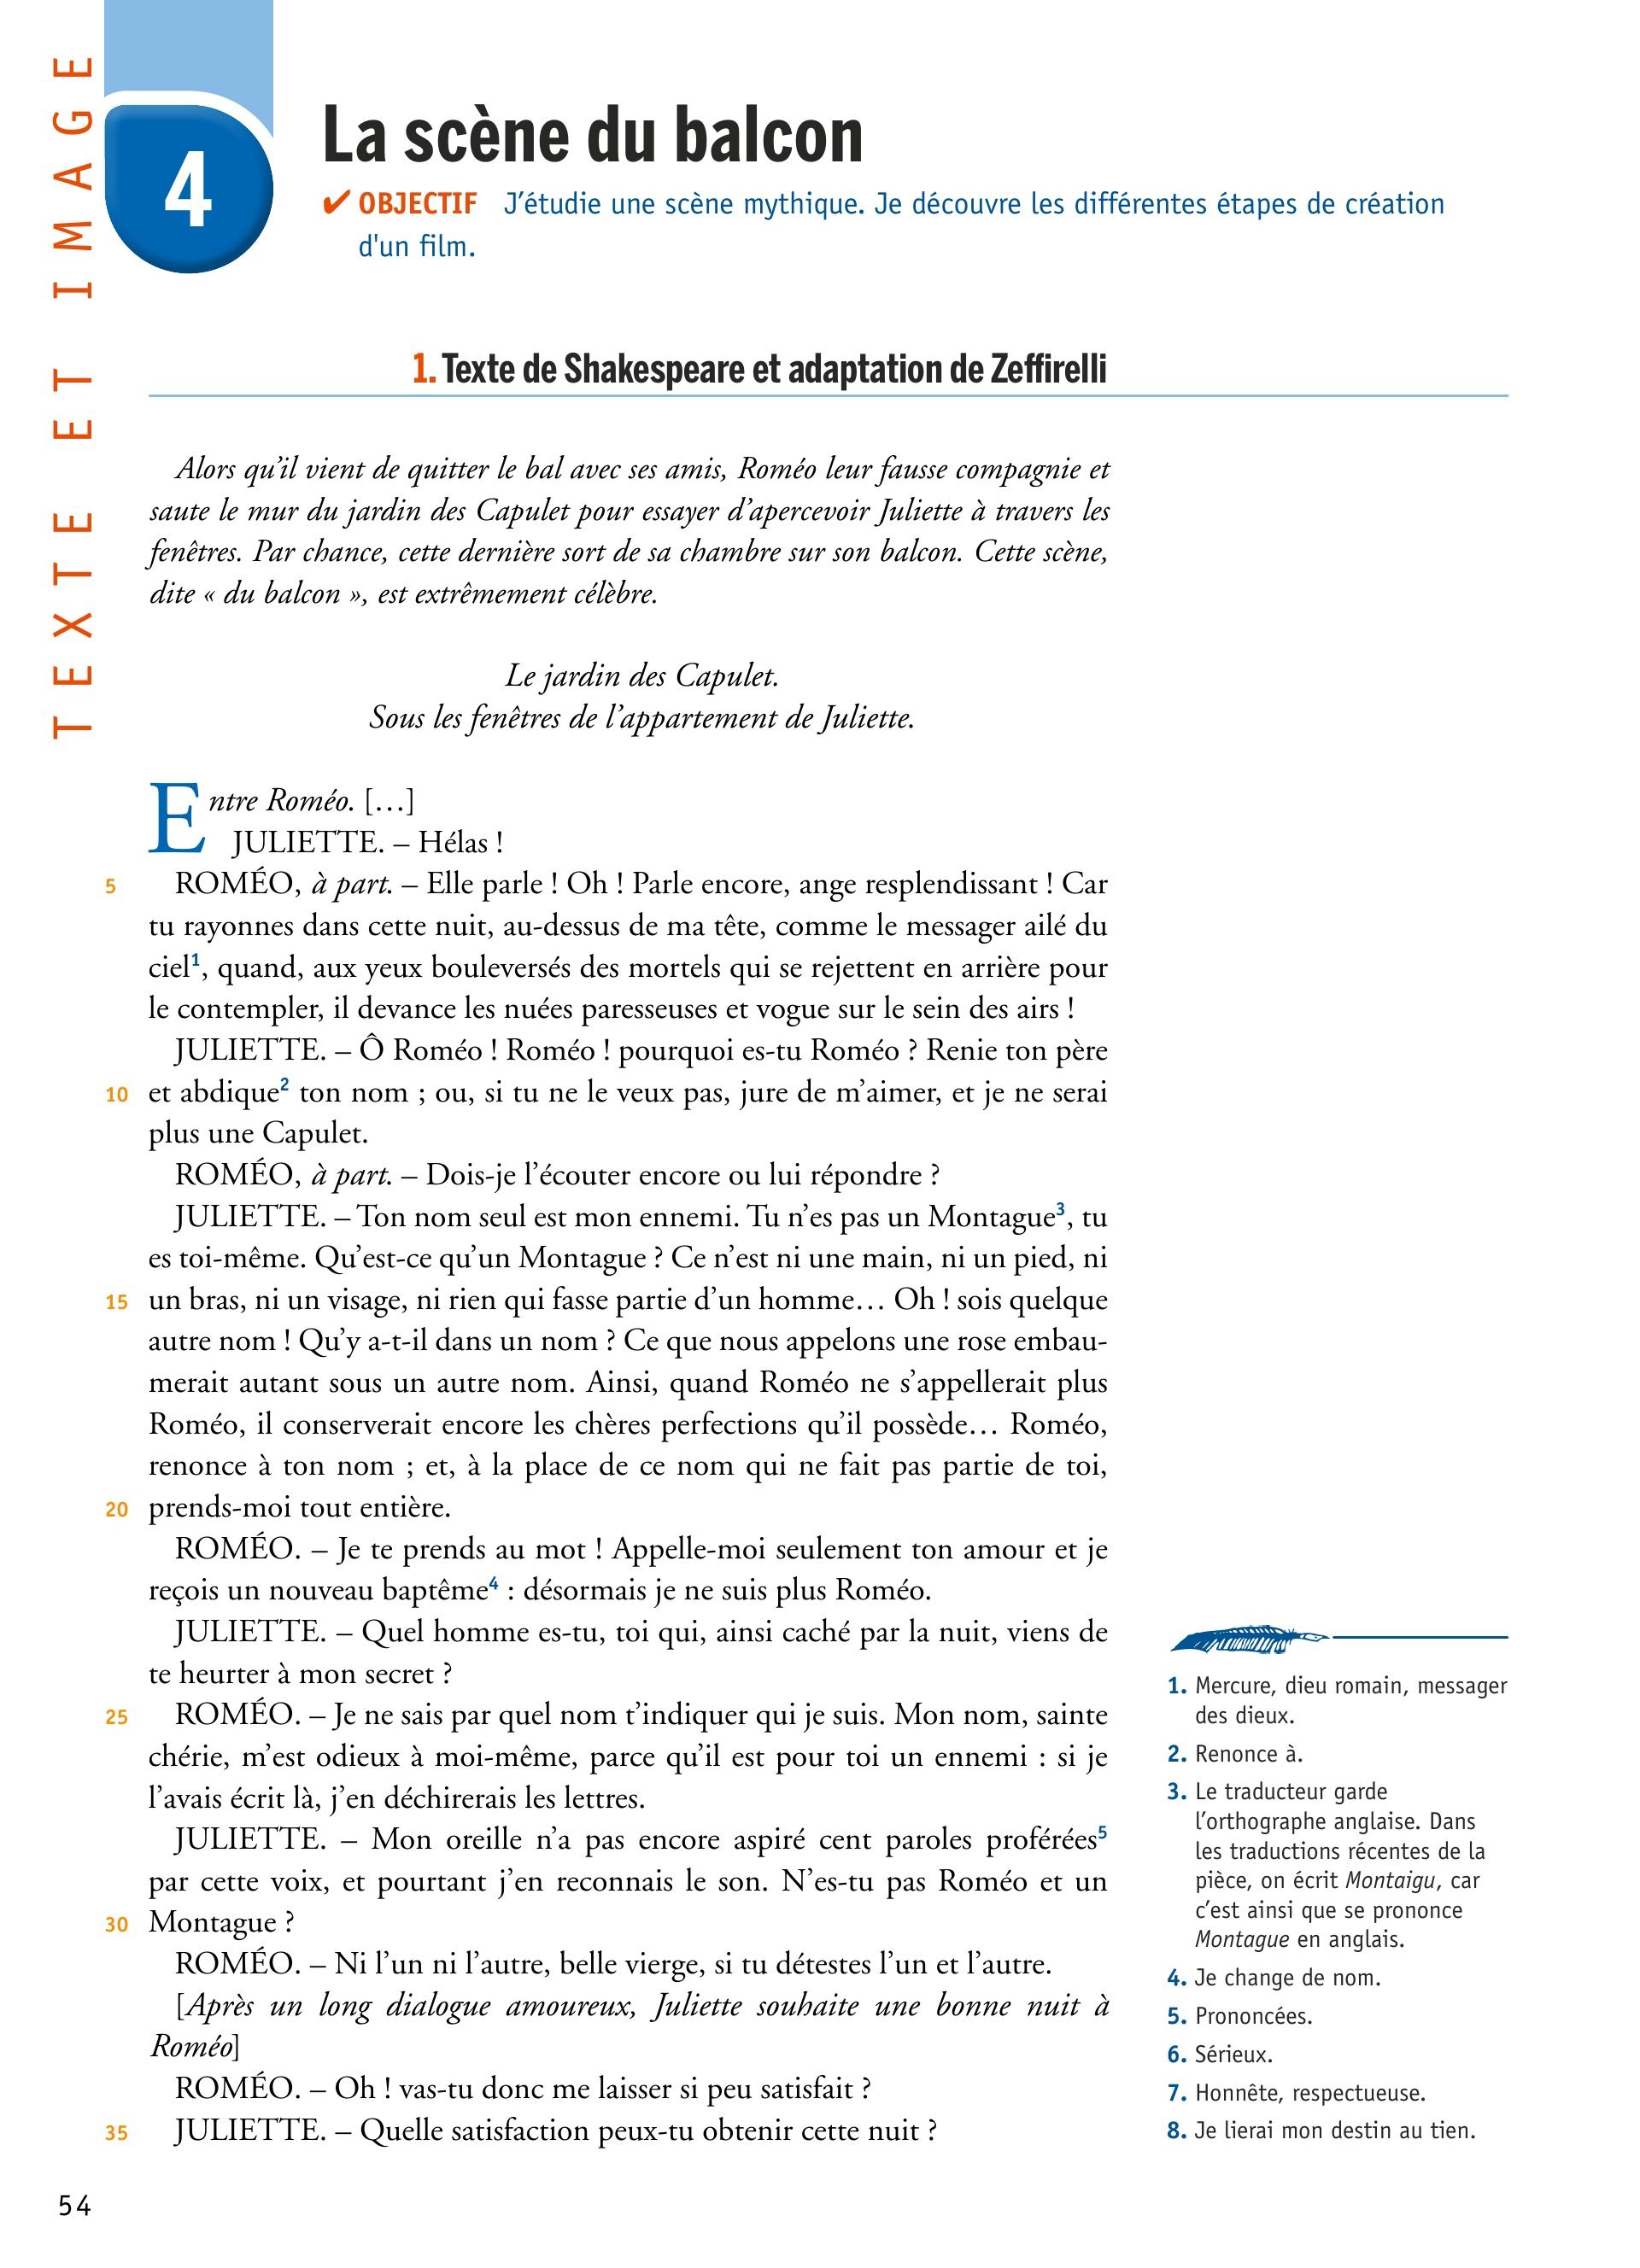 TEXTE ET IMAGE
4
La scène du balcon
✔ OBJECTIF J’étudie une scène mythique. Je découvre les différentes étapes de création
d'un film.
1. Texte de Shakespeare et adaptation de Zeffirelli
Alors qu’il vient de quitter le bal avec ses amis, Roméo leur fausse compagnie et
saute le mur du jardin des Capulet pour essayer d’apercevoir Juliette à travers les
fenêtres. Par chance, cette dernière sort de sa chambre sur son balcon. Cette scène,
dite « du balcon », est extrêmement célèbre.
Le jardin des Capulet.
Sous les fenêtres de l’appartement de Juliette.
Entre Roméo. […]
JULIETTE. – Hélas !
5 ROMÉO, à part. – Elle parle ! Oh ! Parle encore, ange resplendissant ! Car
tu rayonnes dans cette nuit, au-dessus de ma tête, comme le messager ailé du
ciel1, quand, aux yeux bouleversés des mortels qui se rejettent en arrière pour
le contempler, il devance les nuées paresseuses et vogue sur le sein des airs !
JULIETTE. – Ô Roméo ! Roméo ! pourquoi es-tu Roméo ? Renie ton père
10 et abdique2 ton nom ; ou, si tu ne le veux pas, jure de m’aimer, et je ne serai
plus une Capulet.
ROMÉO, à part. – Dois-je l’écouter encore ou lui répondre ?
JULIETTE. – Ton nom seul est mon ennemi. Tu n’es pas un Montague3, tu
es toi-même. Qu’est-ce qu’un Montague ? Ce n’est ni une main, ni un pied, ni
15 un bras, ni un visage, ni rien qui fasse partie d’un homme… Oh ! sois quelque
autre nom ! Qu’y a-t-il dans un nom ? Ce que nous appelons une rose embau-
merait autant sous un autre nom. Ainsi, quand Roméo ne s’appellerait plus
Roméo, il conserverait encore les chères perfections qu’il possède… Roméo,
renonce à ton nom ; et, à la place de ce nom qui ne fait pas partie de toi,
20 prends-moi tout entière.
ROMÉO. – Je te prends au mot ! Appelle-moi seulement ton amour et je
reçois un nouveau baptême4 : désormais je ne suis plus Roméo.
JULIETTE. – Quel homme es-tu, toi qui, ainsi caché par la nuit, viens de
te heurter à mon secret ?
25 ROMÉO. – Je ne sais par quel nom t’indiquer qui je suis. Mon nom, sainte
chérie, m’est odieux à moi-même, parce qu’il est pour toi un ennemi : si je
l’avais écrit là, j’en déchirerais les lettres.
JULIETTE. – Mon oreille n’a pas encore aspiré cent paroles proférées5
par cette voix, et pourtant j’en reconnais le son. N’es-tu pas Roméo et un
30 Montague ?
ROMÉO. – Ni l’un ni l’autre, belle vierge, si tu détestes l’un et l’autre.
[Après un long dialogue amoureux, Juliette souhaite une bonne nuit à
Roméo]
ROMÉO. – Oh ! vas-tu donc me laisser si peu satisfait ?
35 JULIETTE. – Quelle satisfaction peux-tu obtenir cette nuit ?
1. Mercure, dieu romain, messager
des dieux.
2. Renonce à.
3. Le traducteur garde
l’orthographe anglaise. Dans
les traductions récentes de la
pièce, on écrit Montaigu, car
c’est ainsi que se prononce
Montague en anglais.
4. Je change de nom.
5. Prononcées.
6. Sérieux.
7. Honnête, respectueuse.
8. Je lierai mon destin au tien.
54